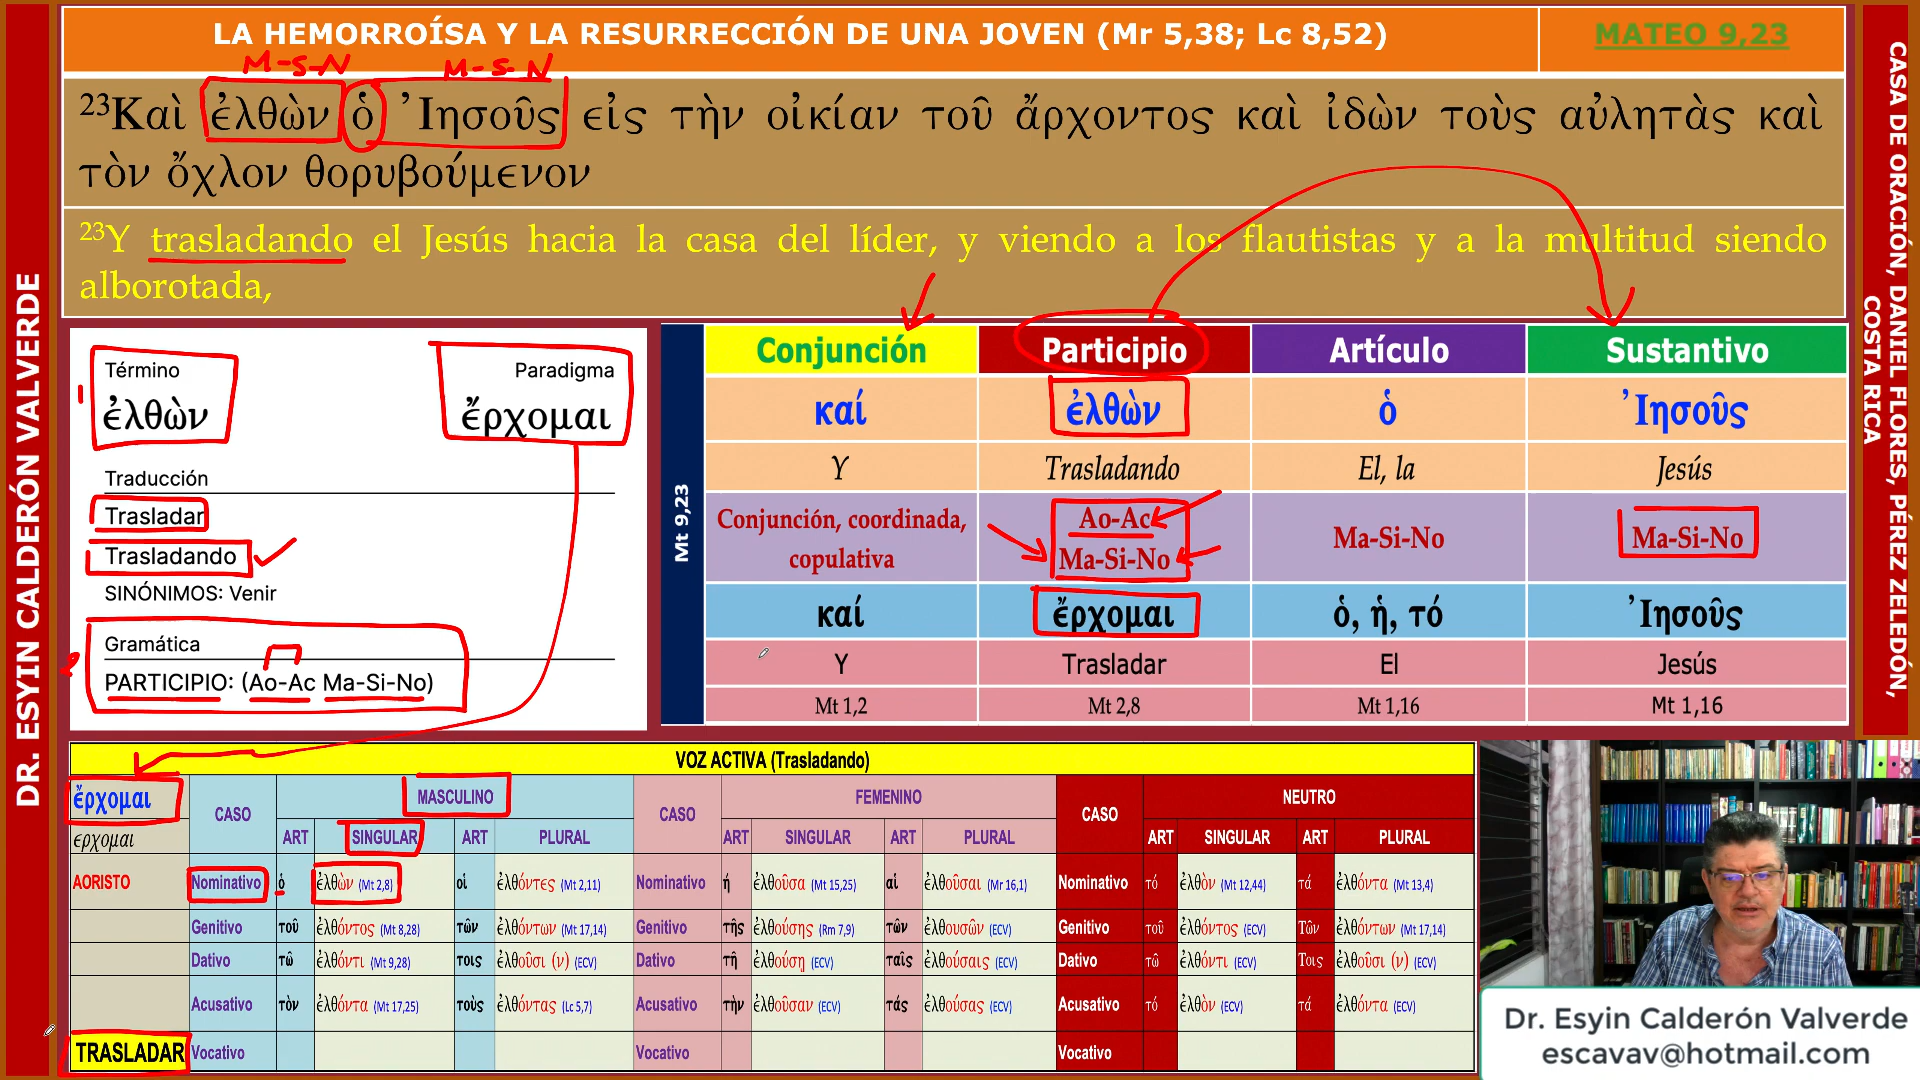 LA HEMORROÍSA Y LA RESURRECCIÓN DE UNA JOVEN (Mr 5,38; Lc 8,52)
MATEO 9,23
M-S-N M-S-N
²³Καὶ ἐλθὼν ὁ Ἰησοῦς εἰς τὴν οἰκίαν τοῦ ἄρχοντος καὶ ἰδὼν τοὺς αὐλητὰς καὶ
τὸν ὄχλον θορυβούμενον
²³Y trasladando el Jesús hacia la casa del líder, y viendo a los flautistas y a la multitud siendo
alborotada,
DR. ESYIN CALDERÓN VALVERDE
CASA DE ORACIÓN, DANIEL FLORES, PÉREZ ZELEDÓN,
COSTA RICA
Término Paradigma
1 ἐλθὼν ἔρχομαι
Traducción
Trasladar
Trasladando
SINÓNIMOS: Venir
Gramática
PARTICIPIO: (Ao-Ac Ma-Si-No)
Mt 9,23
Conjunción Participio Artículo Sustantivo
καί ἐλθὼν ὁ Ἰησοῦς
Y Trasladando El, la Jesús
Conjunción, coordinada, copulativa Ao-Ac Ma-Si-No Ma-Si-No Ma-Si-No
καί ἔρχομαι ὁ, ἡ, τό Ἰησοῦς
Y Trasladar El Jesús
Mt 1,2 Mt 2,8 Mt 1,16 Mt 1,16
VOZ ACTIVA (Trasladando)
ἔρχομαι CASO MASCULINO CASO FEMENINO CASO NEUTRO
ερχομαι ART SINGULAR ART PLURAL ART SINGULAR ART PLURAL ART SINGULAR ART PLURAL
AORISTO Nominativo ὁ ἐλθὼν (Mt 2,8) οἱ ἐλθόντες (Mt 2,11) Nominativo ἡ ἐλθοῦσα (Mt 15,25) αἱ ἐλθοῦσαι (Mr 16,1) Nominativo τό ἐλθὸν (Mt 12,44) τά ἐλθόντα (Mt 13,4)
Genitivo τοῦ ἐλθόντος (Mt 8,28) τῶν ἐλθόντων (Mt 17,14) Genitivo τῆς ἐλθούσης (Rm 7,9) τῶν ἐλθουσῶν (ECV) Genitivo τοῦ ἐλθόντος (ECV) Τῶν ἐλθόντων (Mt 17,14)
Dativo τῶ ἐλθόντι (Mt 9,28) τοις ἐλθοῦσι (ν) (ECV) Dativo τῆ ἐλθούσῃ (ECV) ταῖς ἐλθούσαις (ECV) Dativo τῶ ἐλθόντι (ECV) Τοις ἐλθοῦσι (ν) (ECV)
Acusativo τὸν ἐλθόντα (Mt 17,25) τοὺς ἐλθόντας (Lc 5,7) Acusativo τὴν ἐλθοῦσαν (ECV) τάς ἐλθούσας (ECV) Acusativo τό ἐλθὸν (ECV) τά ἐλθόντα (ECV)
TRASLADAR Vocativo Vocativo Vocativo
Dr. Esyin Calderón Valverde
escavav@hotmail.com